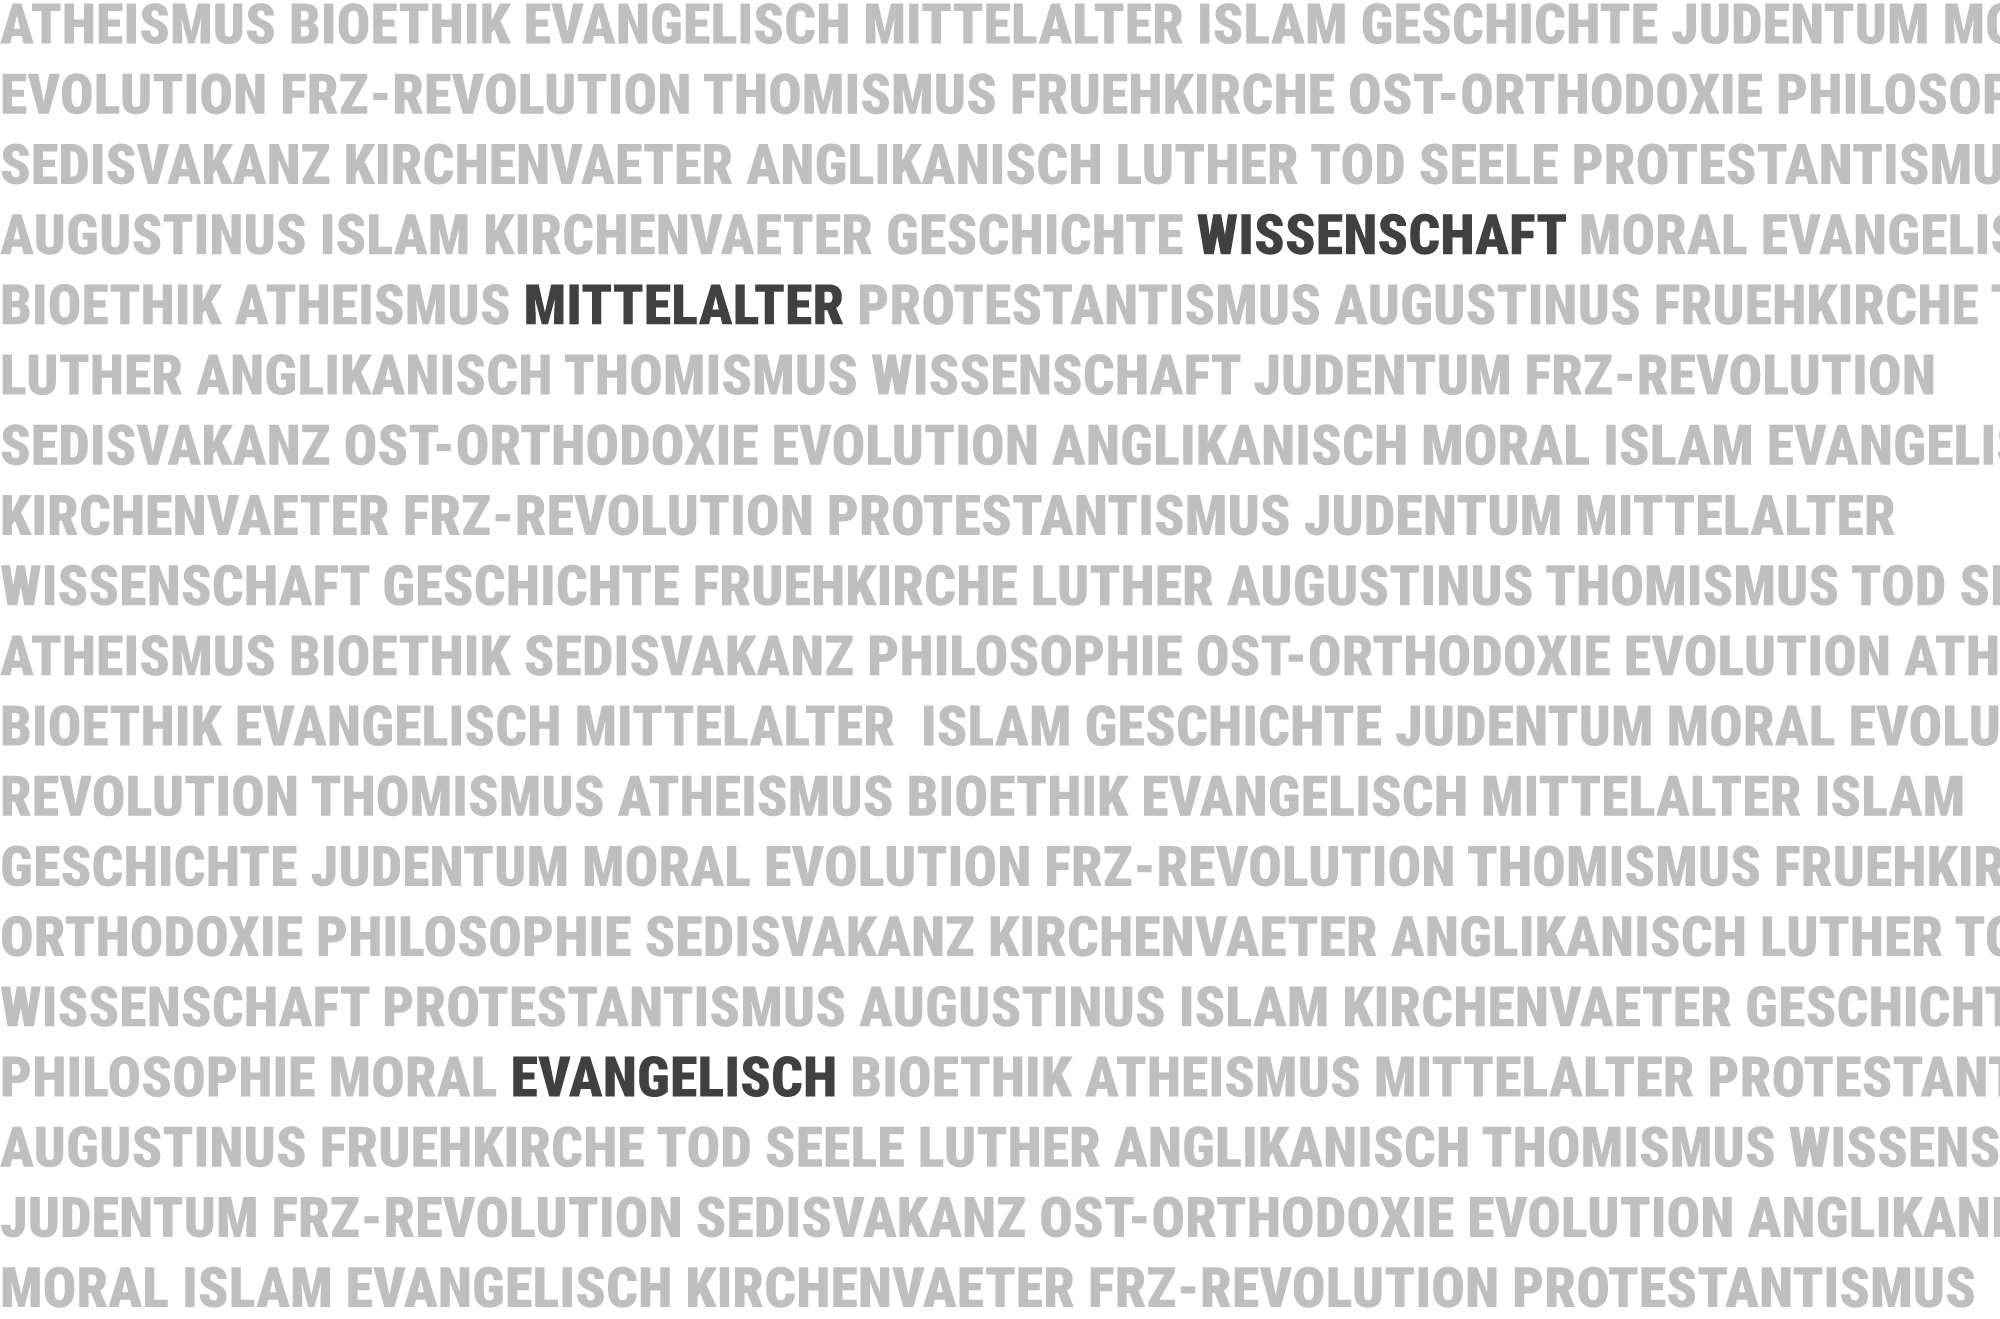 ATHEISMUS BIOETHIK EVANGELISCH MITTELALTER ISLAM GESCHICHTE JUDENTUM MO
EVOLUTION FRZ-REVOLUTION THOMISMUS FRUEHKIRCHE OST-ORTHODOXIE PHILOSOP
SEDISVAKANZ KIRCHENVAETER ANGLIKANISCH LUTHER TOD SEELE PROTESTANTISMU
AUGUSTINUS ISLAM KIRCHENVAETER GESCHICHTE WISSENSCHAFT MORAL EVANGELIS
BIOETHIK ATHEISMUS MITTELALTER PROTESTANTISMUS AUGUSTINUS FRUEHKIRCHE T
LUTHER ANGLIKANISCH THOMISMUS WISSENSCHAFT JUDENTUM FRZ-REVOLUTION
SEDISVAKANZ OST-ORTHODOXIE EVOLUTION ANGLIKANISCH MORAL ISLAM EVANGELIS
KIRCHENVAETER FRZ-REVOLUTION PROTESTANTISMUS JUDENTUM MITTELALTER
WISSENSCHAFT GESCHICHTE FRUEHKIRCHE LUTHER AUGUSTINUS THOMISMUS TOD SE
ATHEISMUS BIOETHIK SEDISVAKANZ PHILOSOPHIE OST-ORTHODOXIE EVOLUTION ATH
BIOETHIK EVANGELISCH MITTELALTER ISLAM GESCHICHTE JUDENTUM MORAL EVOLU
REVOLUTION THOMISMUS ATHEISMUS BIOETHIK EVANGELISCH MITTELALTER ISLAM
GESCHICHTE JUDENTUM MORAL EVOLUTION FRZ-REVOLUTION THOMISMUS FRUEHKIR
ORTHODOXIE PHILOSOPHIE SEDISVAKANZ KIRCHENVAETER ANGLIKANISCH LUTHER TO
WISSENSCHAFT PROTESTANTISMUS AUGUSTINUS ISLAM KIRCHENVAETER GESCHICHT
PHILOSOPHIE MORAL EVANGELISCH BIOETHIK ATHEISMUS MITTELALTER PROTESTANT
AUGUSTINUS FRUEHKIRCHE TOD SEELE LUTHER ANGLIKANISCH THOMISMUS WISSENS
JUDENTUM FRZ-REVOLUTION SEDISVAKANZ OST-ORTHODOXIE EVOLUTION ANGLIKANI
MORAL ISLAM EVANGELISCH KIRCHENVAETER FRZ-REVOLUTION PROTESTANTISMUS